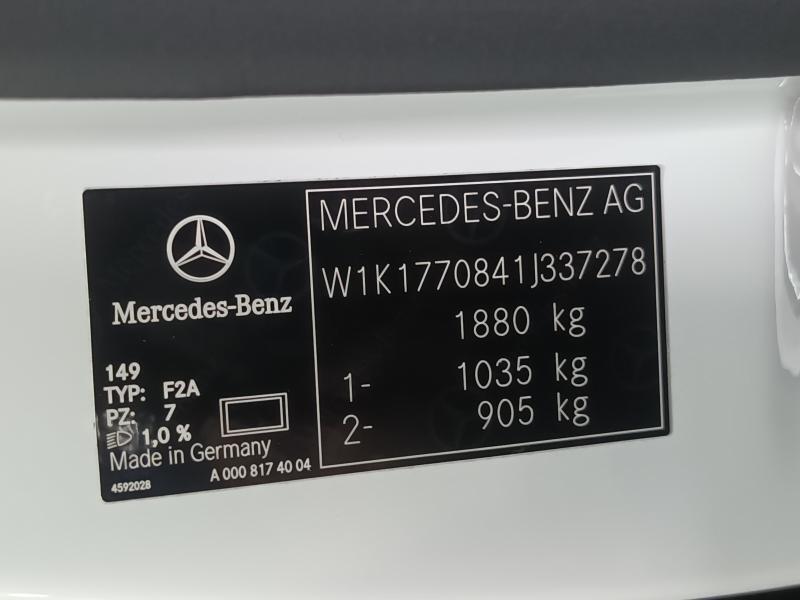 Mercedes-Benz
149
TYP: F2A
PZ: 7
1,0 %
Made in Germany
4592028
A 000 817 40 04
MERCEDES-BENZ AG
W1K1770841J337278
1880 kg
1- 1035 kg
2- 905 kg